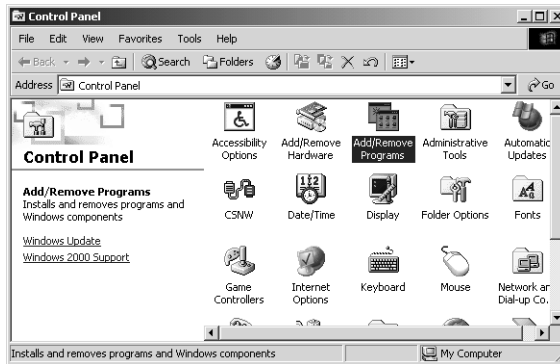 Control Panel
File Edit View Favorites Tools Help
Back Search Folders
Address Control Panel Go
Control Panel
Add/Remove Programs
Installs and removes programs and
Windows components
Windows Update
Windows 2000 Support
Accessibility Options
Add/Remove Hardware
Add/Remove Programs
Administrative Tools
Automatic Updates
CSNW
Date/Time
12
Display
Folder Options
Fonts
Game Controllers
Internet Options
Keyboard
Mouse
Network an
Dial-up Co.
Installs and removes programs and Windows components
My Computer